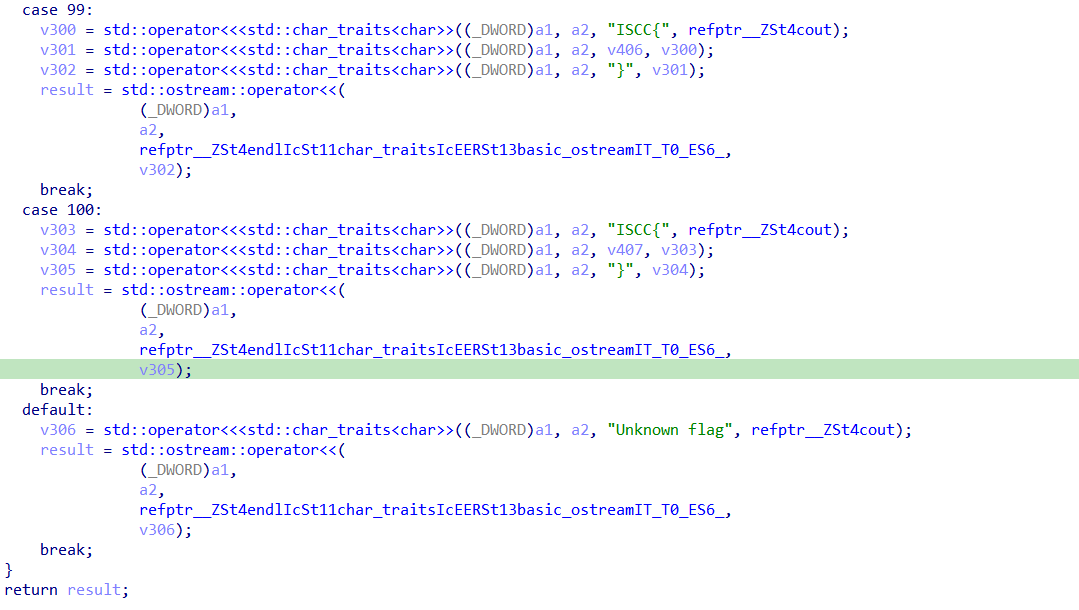 case 99:
v300 = std::operator<<<std::char_traits<char>>((_DWORD)a1, a2, "ISCC{", refptr__ZSt4cout);
v301 = std::operator<<<std::char_traits<char>>((_DWORD)a1, a2, v406, v300);
v302 = std::operator<<<std::char_traits<char>>((_DWORD)a1, a2, "}", v301);
result = std::ostream::operator<<(
(_DWORD)a1,
a2,
refptr__ZSt4endlIcSt11char_traitsIcEERSt13basic_ostreamIT_T0_ES6_,
v302);
break;
case 100:
v303 = std::operator<<<std::char_traits<char>>((_DWORD)a1, a2, "ISCC{", refptr__ZSt4cout);
v304 = std::operator<<<std::char_traits<char>>((_DWORD)a1, a2, v407, v303);
v305 = std::operator<<<std::char_traits<char>>((_DWORD)a1, a2, "}", v304);
result = std::ostream::operator<<(
(_DWORD)a1,
a2,
refptr__ZSt4endlIcSt11char_traitsIcEERSt13basic_ostreamIT_T0_ES6_,
v305);
break;
default:
v306 = std::operator<<<std::char_traits<char>>((_DWORD)a1, a2, "Unknown flag", refptr__ZSt4cout);
result = std::ostream::operator<<(
(_DWORD)a1,
a2,
refptr__ZSt4endlIcSt11char_traitsIcEERSt13basic_ostreamIT_T0_ES6_,
v306);
break;
}
return result;